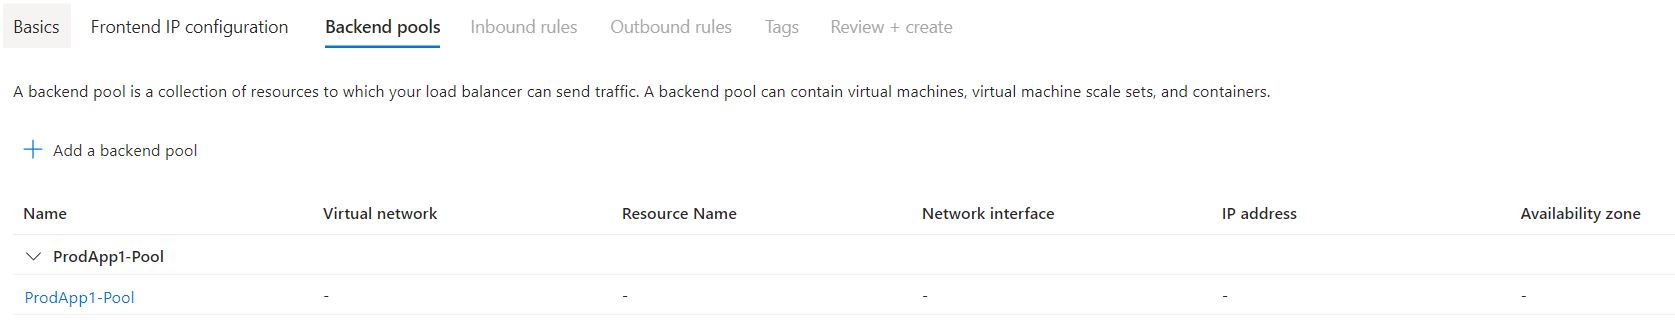 Basics Frontend IP configuration Backend pools Inbound rules Outbound rules Tags Review + create
A backend pool is a collection of resources to which your load balancer can send traffic. A backend pool can contain virtual machines, virtual machine scale sets, and containers.
+ Add a backend pool
Name Virtual network Resource Name Network interface IP address Availability zone
ProdApp1-Pool
ProdApp1-Pool - - - - -